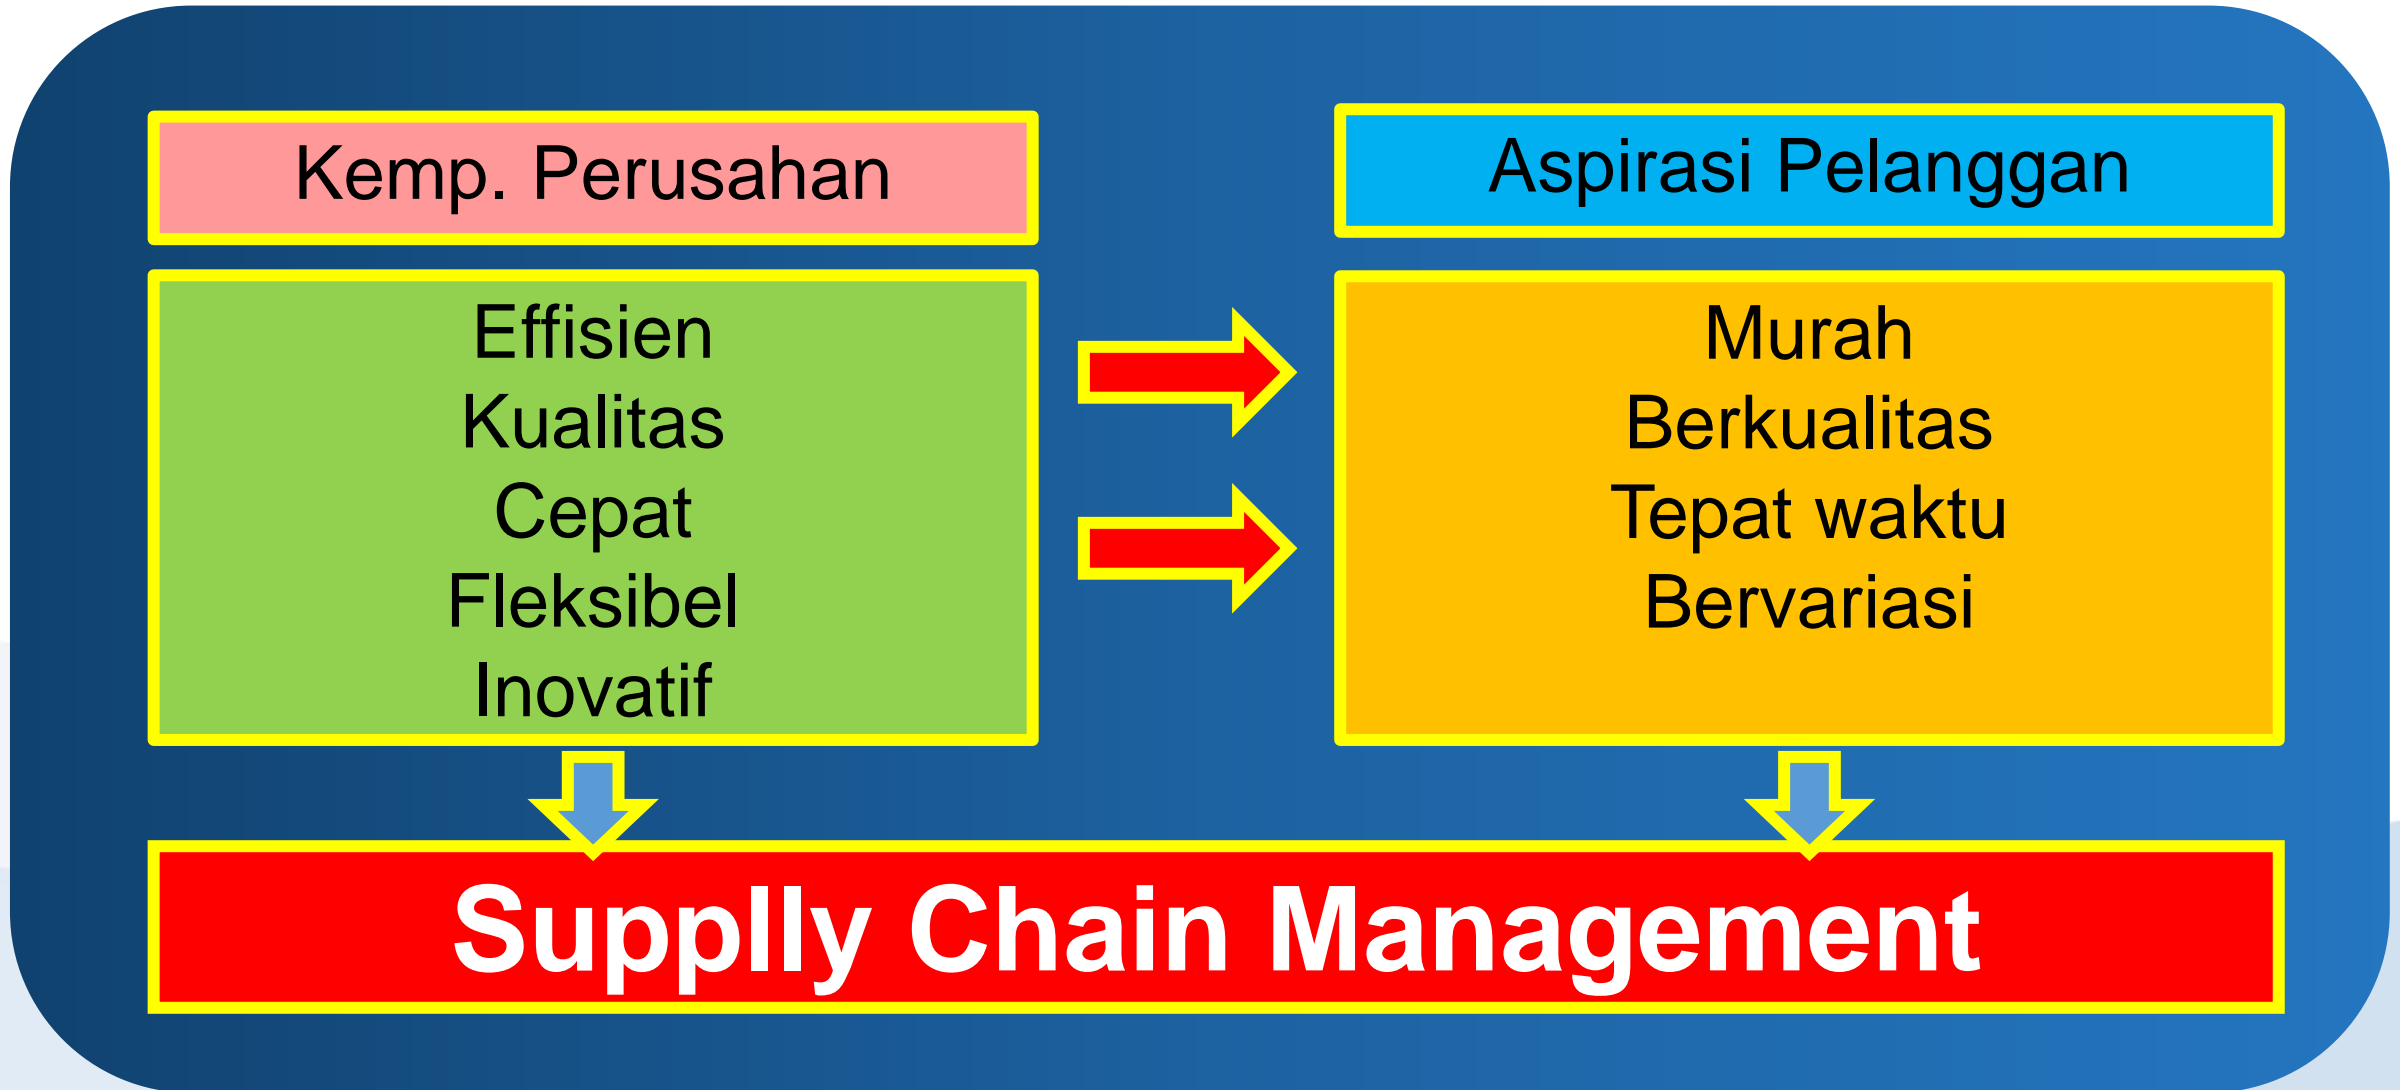 Kemp. Perusahan
Effisien
Kualitas
Cepat
Fleksibel
Inovatif
Aspirasi Pelanggan
Murah
Berkualitas
Tepat waktu
Bervariasi
Supplly Chain Management